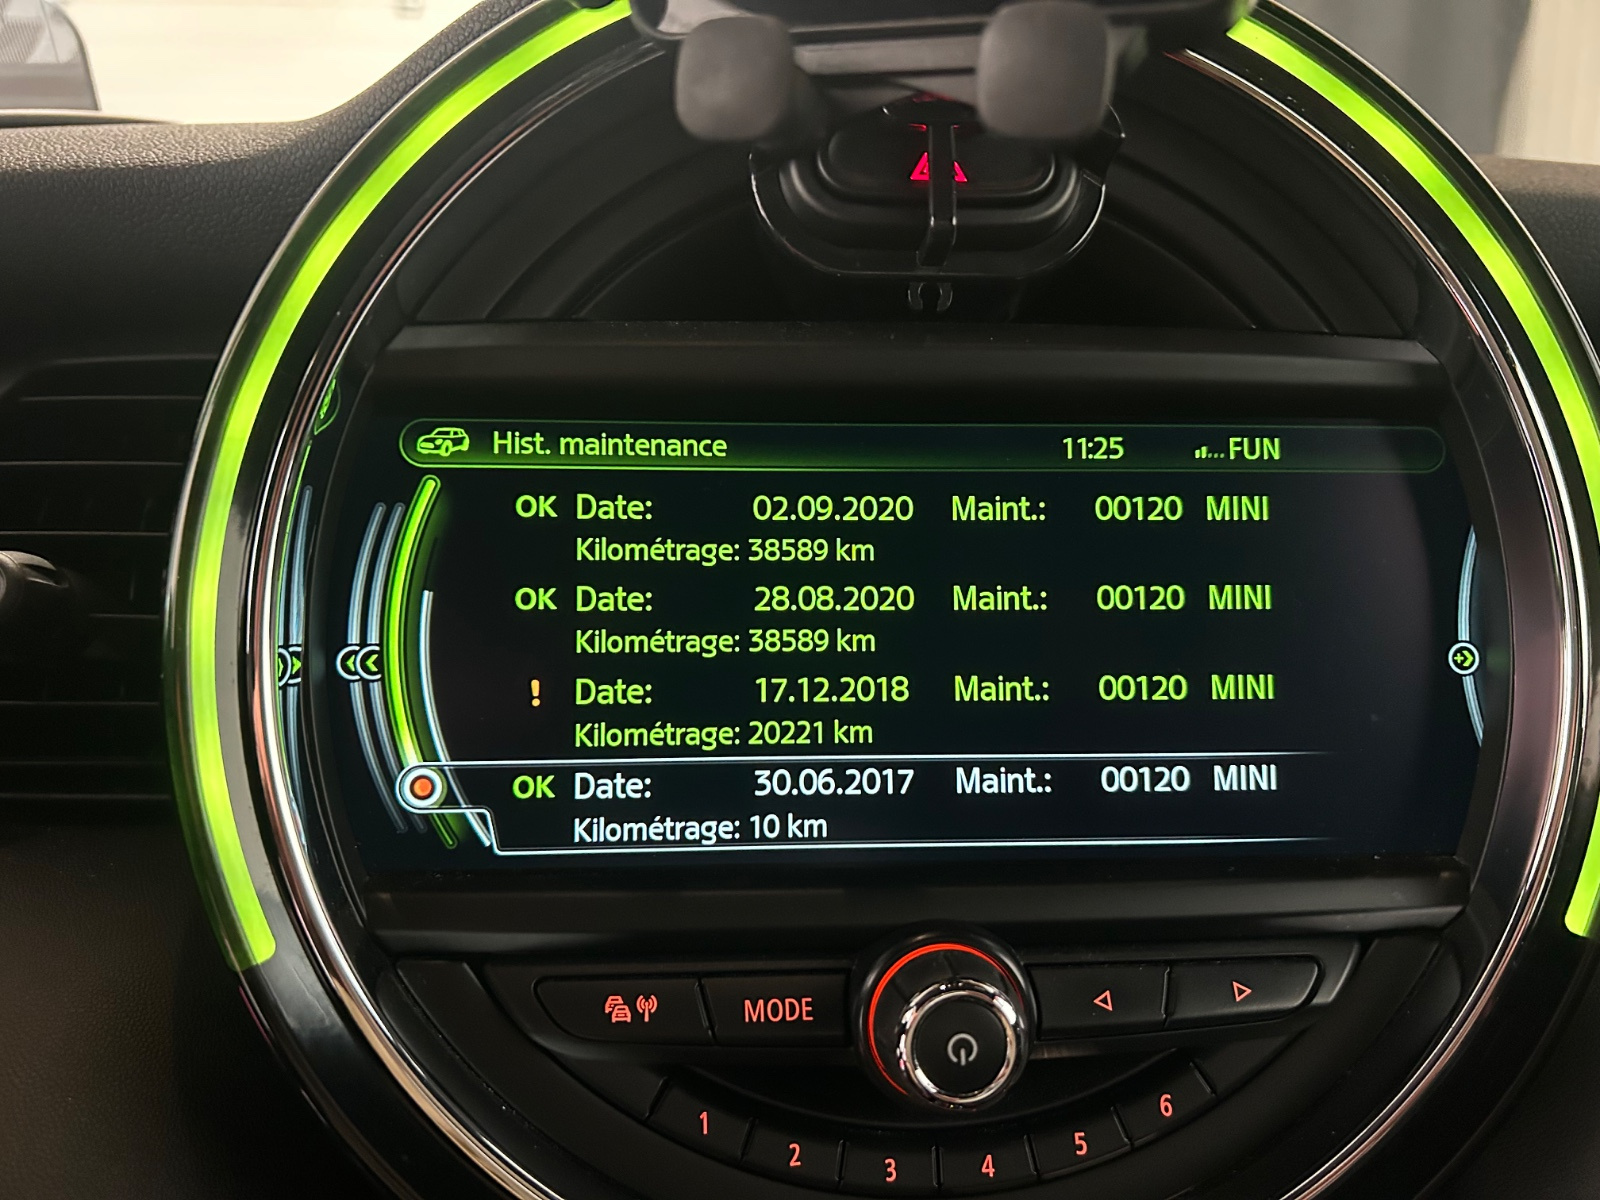 Hist. maintenance 11:25 FUN
OK Date: 02.09.2020 Maint.: 00120 MINI
Kilométrage: 38589 km
OK Date: 28.08.2020 Maint.: 00120 MINI
Kilométrage: 38589 km
! Date: 17.12.2018 Maint.: 00120 MINI
Kilométrage: 20221 km
OK Date: 30.06.2017 Maint.: 00120 MINI
Kilométrage: 10 km
MODE
1 2 3 4 5 6